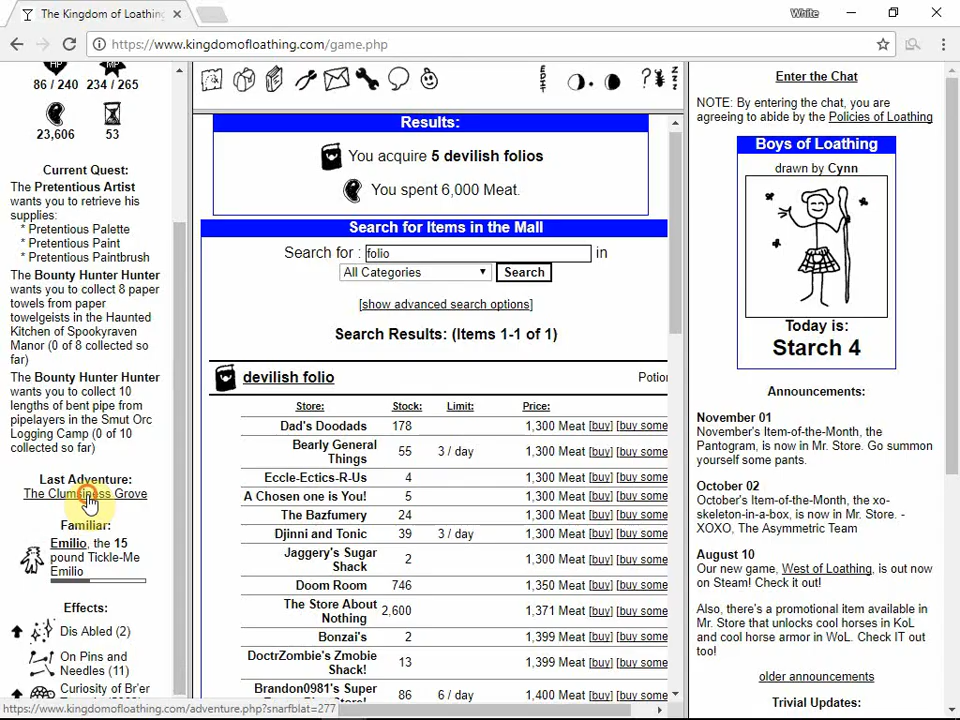 The Kingdom of Loathing
White
https://www.kingdomofloathing.com/game.php
HP
MP
86 / 240
234 / 265
23,606
53
Current Quest:
The Pretentious Artist
wants you to retrieve his
supplies:
* Pretentious Palette
* Pretentious Paint
* Pretentious Paintbrush
The Bounty Hunter Hunter
wants you to collect 8 paper
towels from paper
towelgeists in the Haunted
Kitchen of Spookyraven
Manor (0 of 8 collected so
far)
The Bounty Hunter Hunter
wants you to collect 10
lengths of bent pipe from
pipelayers in the Smut Orc
Logging Camp (0 of 10
collected so far)
Last Adventure:
The Clumsiness Grove
Familiar:
Emilio, the 15
pound Tickle-Me
Emilio
Effects:
Dis Abled (2)
On Pins and
Needles (11)
Curiosity of Br'er
https://www.kingdomofloathing.com/adventure.php?snarfblat=277
EDIT
Results:
You acquire 5 devilish folios
You spent 6,000 Meat.
Search for Items in the Mall
Search for : folio in
All Categories Search
[show advanced search options]
Search Results: (Items 1-1 of 1)
devilish folio Potio
Store: Stock: Limit: Price:
Dad's Doodads 178 1,300 Meat [buy] [buy some
Bearly General
Things 55 3 / day 1,300 Meat [buy] [buy some
Eccle-Ectics-R-Us 4 1,300 Meat [buy] [buy some
A Chosen one is You! 5 1,300 Meat [buy] [buy some
The Bazfumery 24 1,300 Meat [buy] [buy some
Djinni and Tonic 39 3 / day 1,300 Meat [buy] [buy some
Jaggery's Sugar
Shack 2 1,300 Meat [buy] [buy some
Doom Room 746 1,350 Meat [buy] [buy some
The Store About
Nothing 2,600 1,371 Meat [buy] [buy some
Bonzai's 2 1,399 Meat [buy] [buy some
DoctrZombie's Zmobie
Shack! 13 1,399 Meat [buy] [buy some
Brandon0981's Super
86 6 / day 1,400 Meat [buy] [buy some
Enter the Chat
NOTE: By entering the chat, you are
agreeing to abide by the Policies of Loathing
Boys of Loathing
drawn by Cynn
Today is:
Starch 4
Announcements:
November 01
November's Item-of-the-Month, the
Pantogram, is now in Mr. Store. Go summon
yourself some pants.
October 02
October's Item-of-the-Month, the xo-
skeleton-in-a-box, is now in Mr. Store. -
XOXO, The Asymmetric Team
August 10
Our new game, West of Loathing, is out now
on Steam! Check it out!
Also, there's a promotional item available in
Mr. Store that unlocks cool horses in KoL
and cool horse armor in WoL. Check IT out
too!
older announcements
Trivial Updates: